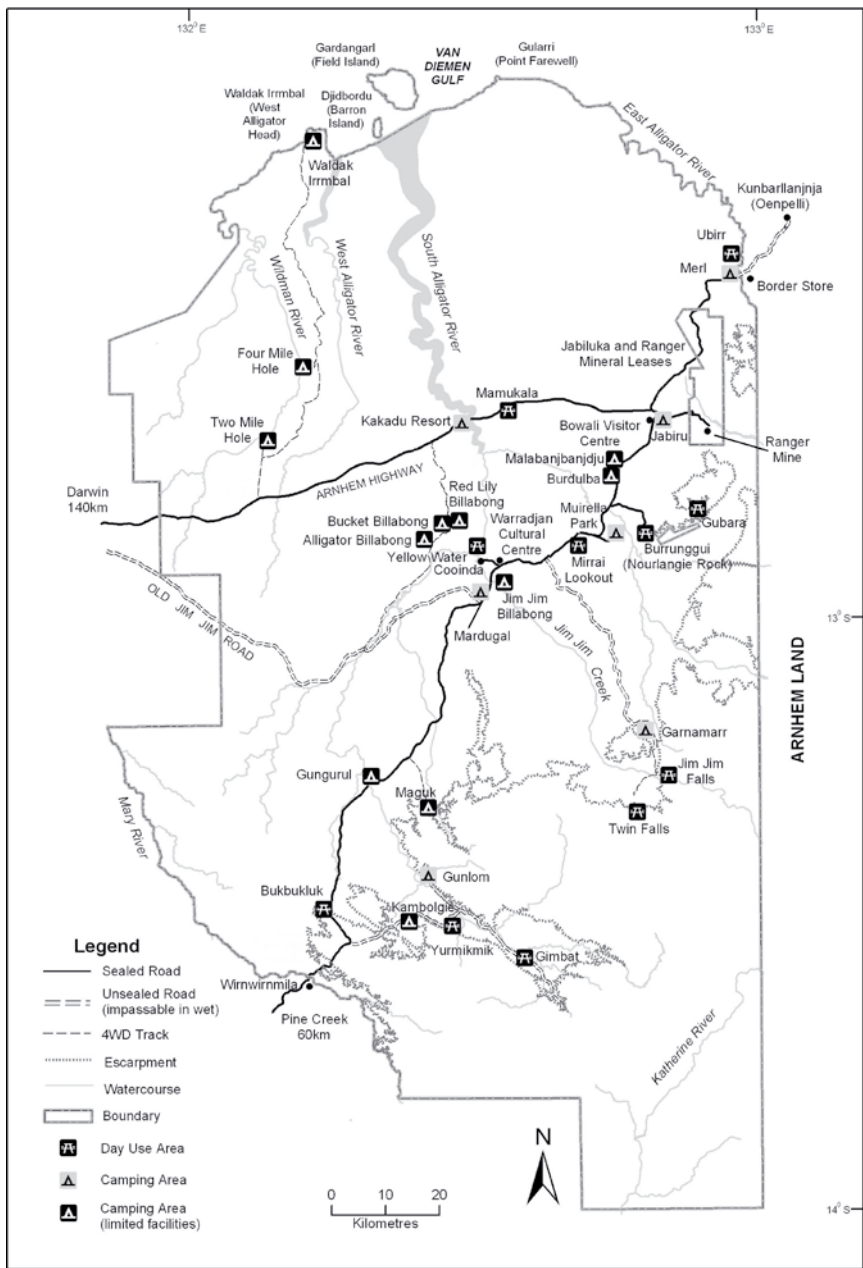 132° E
133° E
Gardangarl
(Field Island)
VAN
DIEMEN
GULF
Gularri
(Point Farewell)
Waldak Irrmbal
(West
Alligator
Head)
Djidbordu
(Barron
Island)
Waldak
Irrmbal
East Alligator River
Kunbarllanjnja
(Oenpelli)
Ubirr
Merl
Border Store
Wildman River
West Alligator River
South Alligator River
Jabiluka and Ranger
Mineral Leases
Four Mile
Hole
Mamukala
Kakadu Resort
Two Mile
Hole
Bowali Visitor
Centre
Jabiru
Ranger
Mine
Malabanjbanjdju
Burdulba
ARNHEM HIGHWAY
Darwin
140km
Red Lily
Billabong
Bucket Billabong
Alligator Billabong
Warradjan
Cultural
Centre
Muirella
Park
Gubara
Yellow Water
Cooinda
Mirrai
Lookout
Burrunggui
(Nourlangie Rock)
OLD JIM JIM ROAD
Jim Jim
Billabong
Mardugal
13° S
Jim Jim
Creek
ARNHEM LAND
Garnamarr
Jim Jim
Falls
Gungurul
Maguk
Twin Falls
Mary River
Gunlom
Bukbukluk
Kambolgie
Yurmikmik
Gimbat
Wirnwirnmila
Pine Creek
60km
Katherine River
Legend
Sealed Road
Unsealed Road
(impassable in wet)
4WD Track
Escarpment
Watercourse
Boundary
Day Use Area
Camping Area
Camping Area
(limited facilities)
0 10 20
Kilometres
N
14° S